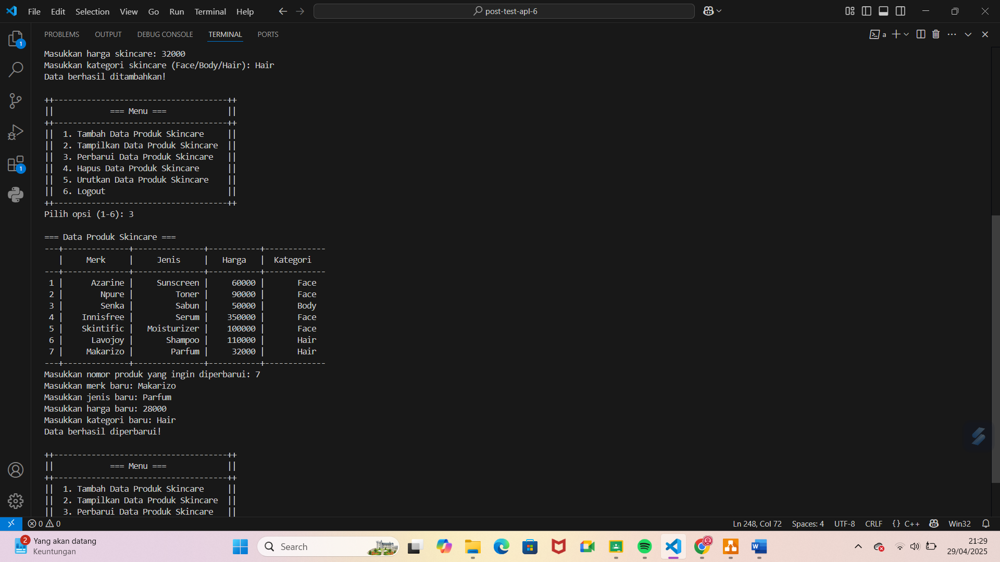 File Edit Selection View Go Run Terminal Help
post-test-apl-6
PROBLEMS OUTPUT DEBUG CONSOLE TERMINAL PORTS
a
1
1
Masukkan harga skincare: 32000
Masukkan kategori skincare (Face/Body/Hair): Hair
Data berhasil ditambahkan!
++-------------------------------------++
||            === Menu ===             ||
++-------------------------------------++
||  1. Tambah Data Produk Skincare     ||
||  2. Tampilkan Data Produk Skincare  ||
||  3. Perbarui Data Produk Skincare   ||
||  4. Hapus Data Produk Skincare      ||
||  5. Urutkan Data Produk Skincare    ||
||  6. Logout                          ||
++-------------------------------------++
Pilih opsi (1-6): 3
=== Data Produk Skincare ===
---+--------------+---------------+-----------+-------------
   |     Merk     |     Jenis     |   Harga   |  Kategori
---+--------------+---------------+-----------+-------------
 1 |      Azarine |     Sunscreen |     60000 |       Face
 2 |        Npure |         Toner |     90000 |       Face
 3 |        Senka |         Sabun |     50000 |       Body
 4 |    Innisfree |         Serum |    350000 |       Face
 5 |    Skintific |   Moisturizer |    100000 |       Face
 6 |      Lavojoy |       Shampoo |    110000 |       Hair
 7 |     Makarizo |        Parfum |     32000 |       Hair
---+--------------+---------------+-----------+-------------
Masukkan nomor produk yang ingin diperbarui: 7
Masukkan merk baru: Makarizo
Masukkan jenis baru: Parfum
Masukkan harga baru: 28000
Masukkan kategori baru: Hair
Data berhasil diperbarui!
++-------------------------------------++
||            === Menu ===             ||
++-------------------------------------++
||  1. Tambah Data Produk Skincare     ||
||  2. Tampilkan Data Produk Skincare  ||
||  3. Perbarui Data Produk Skincare   ||
0 0 Ln 248, Col 72 Spaces: 4 UTF-8 CRLF {} C++ Win32
2 Yang akan datang
Keuntungan
Search
W
21:29
29/04/2025